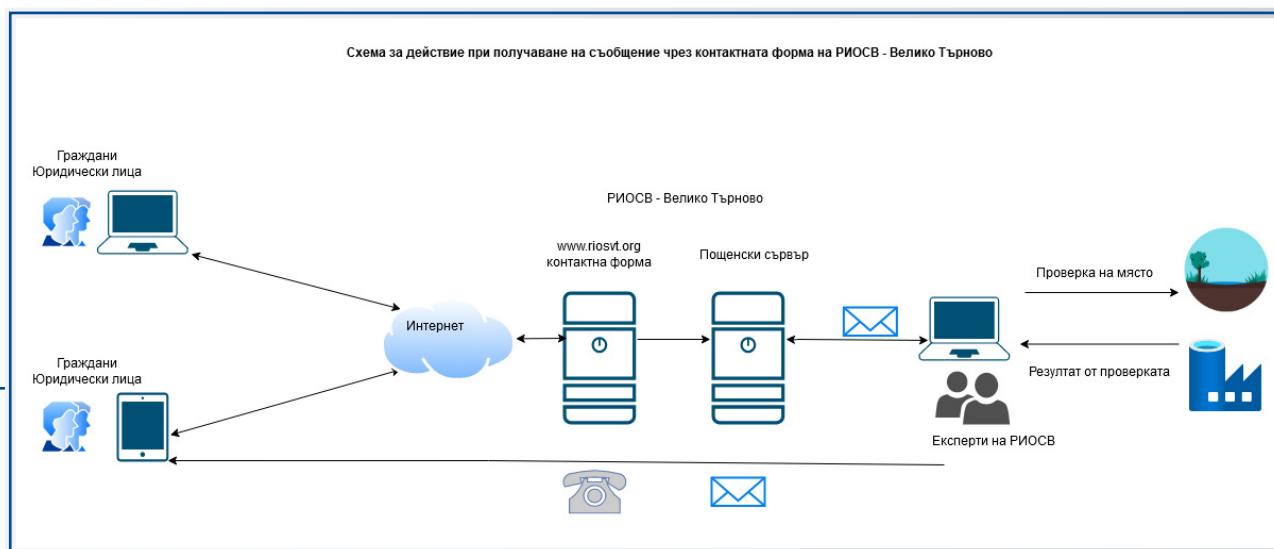 Схема за действие при получаване на съобщение чрез контактната форма на РИОСВ - Велико Търново
Граждани
Юридически лица
РИОСВ - Велико Търново
www.riosvt.org
контактна форма
Пощенски сървър
Проверка на място
Интернет
Граждани
Юридически лица
Резултат от проверката
Експерти на РИОСВ